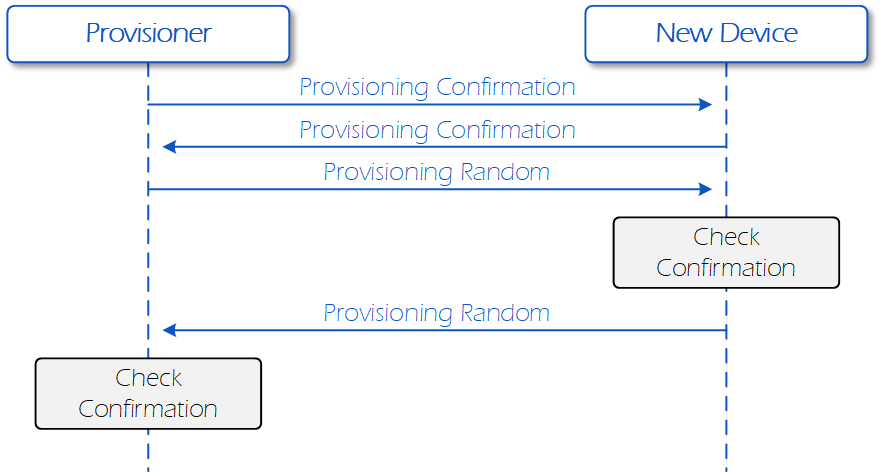 Provisioner
New Device
Provisioning Confirmation
Provisioning Confirmation
Provisioning Random
Check
Confirmation
Provisioning Random
Check
Confirmation